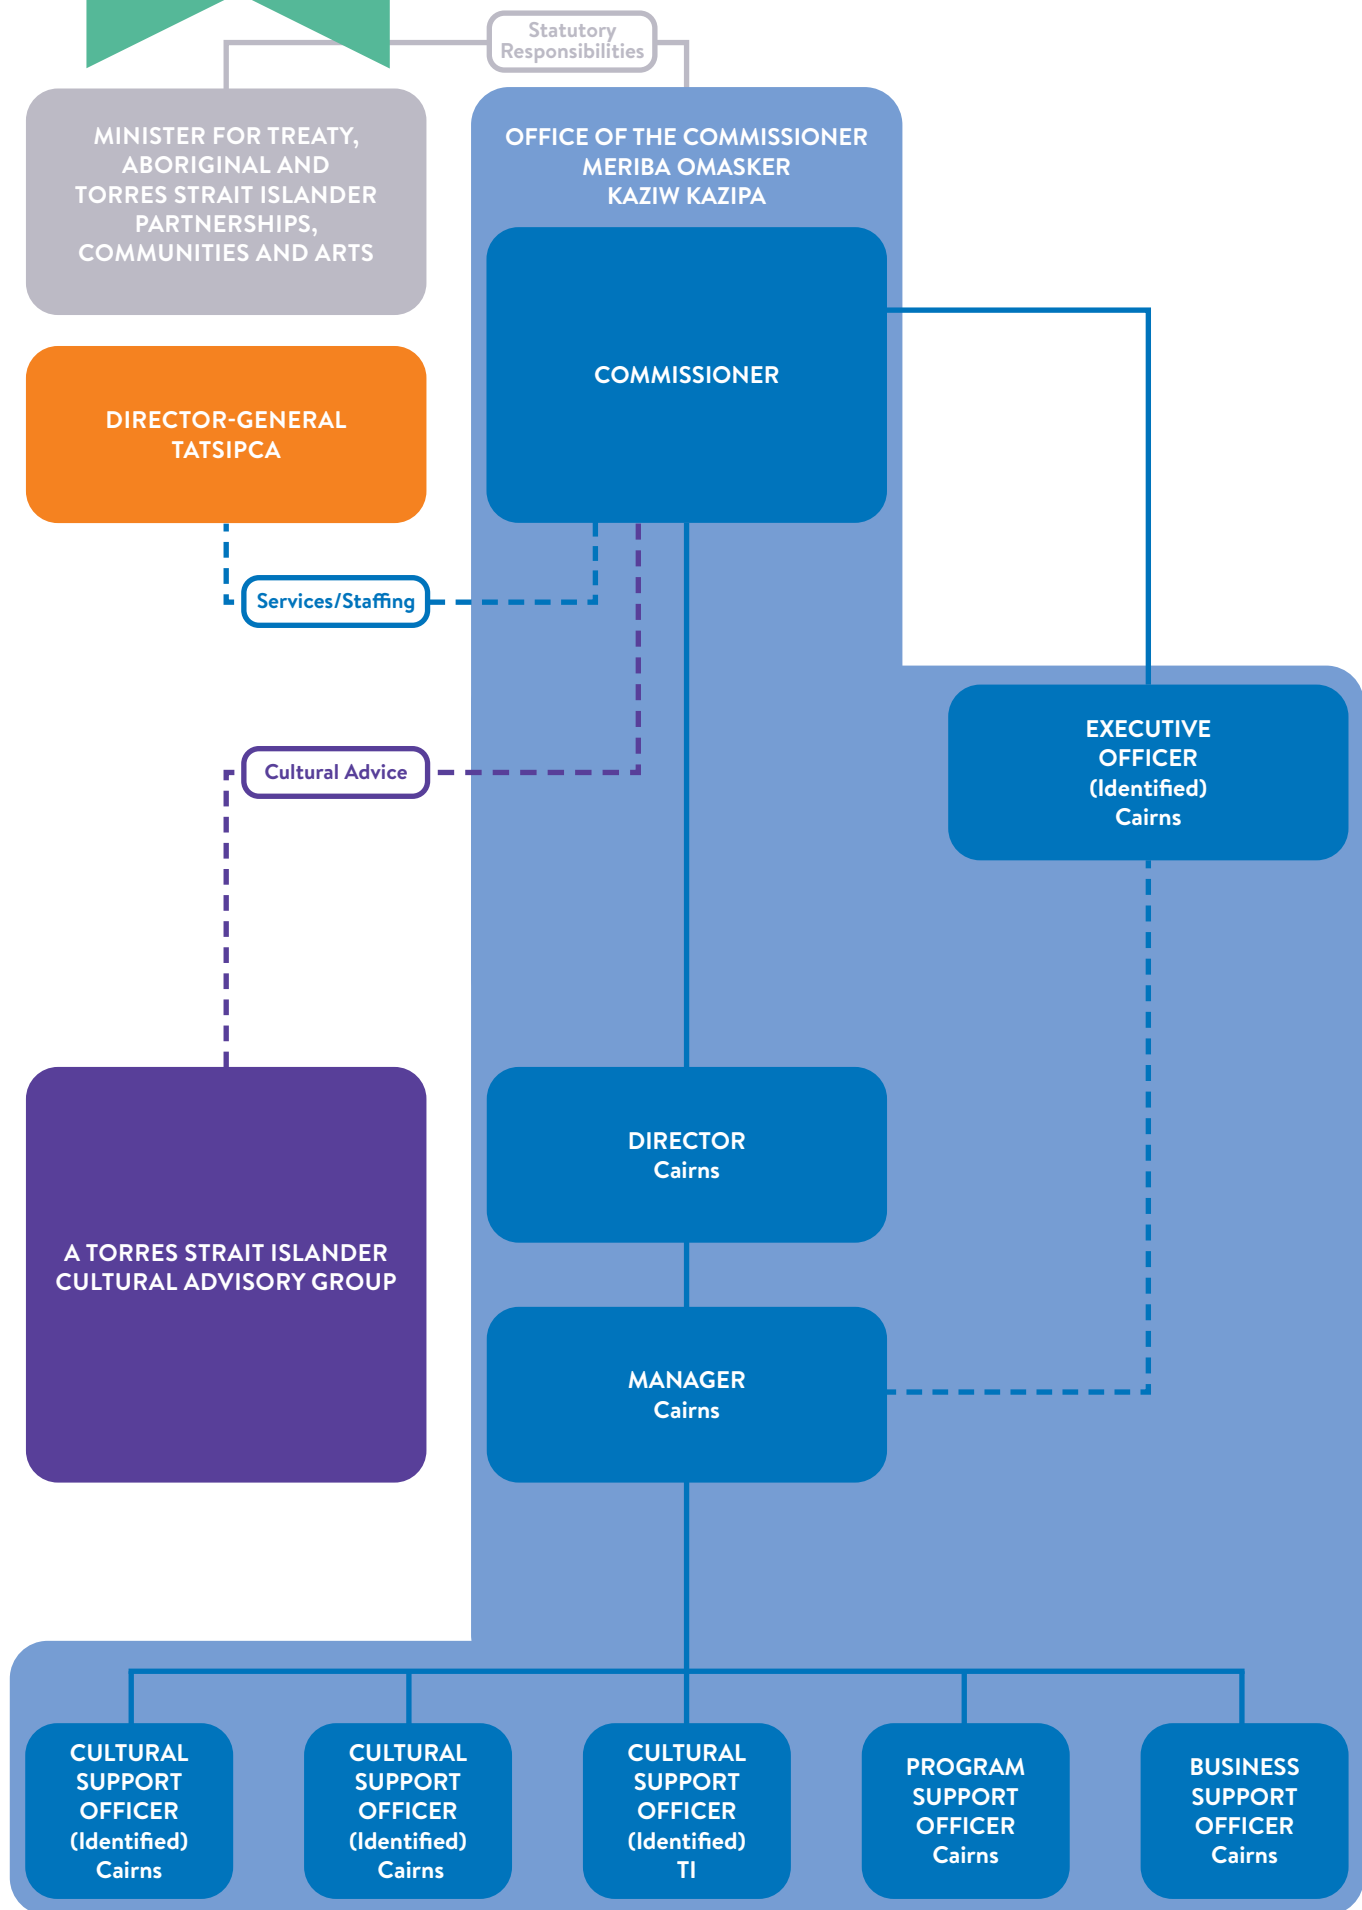 Statutory
Responsibilities
MINISTER FOR TREATY,
ABORIGINAL AND
TORRES STRAIT ISLANDER
PARTNERSHIPS,
COMMUNITIES AND ARTS
OFFICE OF THE COMMISSIONER
MERIBA OMASKER
KAZIW KAZIPA
COMMISSIONER
DIRECTOR-GENERAL
TATSIPCA
Services/Staffing
Cultural Advice
EXECUTIVE
OFFICER
(Identified)
Cairns
DIRECTOR
Cairns
A TORRES STRAIT ISLANDER
CULTURAL ADVISORY GROUP
MANAGER
Cairns
CULTURAL
SUPPORT
OFFICER
(Identified)
Cairns
CULTURAL
SUPPORT
OFFICER
(Identified)
Cairns
CULTURAL
SUPPORT
OFFICER
(Identified)
TI
PROGRAM
SUPPORT
OFFICER
Cairns
BUSINESS
SUPPORT
OFFICER
Cairns